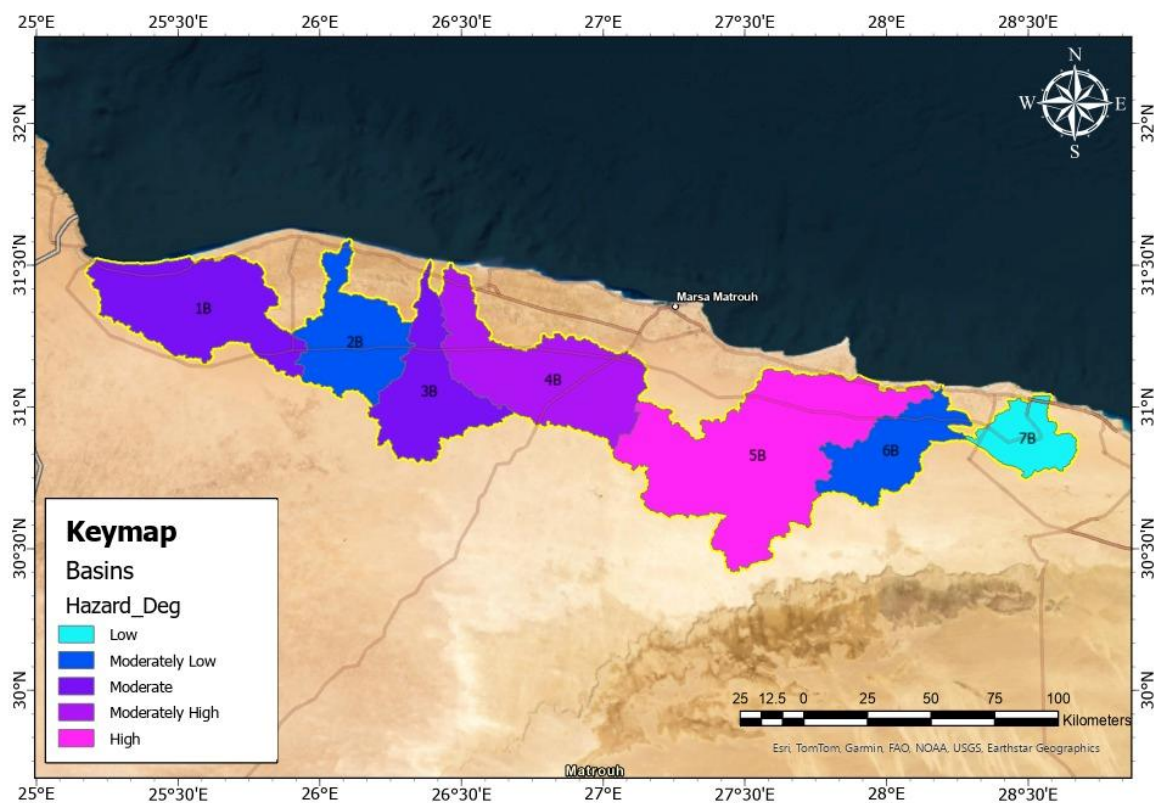 25°E 25°30'E 26°E 26°30'E 27°E 27°30'E 28°E 28°30'E
N
W E
S
32°N 32°N
31°30'N 31°30'N
Marsa Matrouh
1B
2B
3B
4B
5B
6B
7B
31°N 31°N
30°30'N 30°30'N
30°N 30°N
Keymap
Basins
Hazard_Deg
Low
Moderately Low
Moderate
Moderately High
High
25 12.5 0 25 50 75 100
Kilometers
Esri, TomTom, Garmin, FAO, NOAA, USGS, Earthstar Geographics
Matrouh
25°E 25°30'E 26°E 26°30'E 27°E 27°30'E 28°E 28°30'E